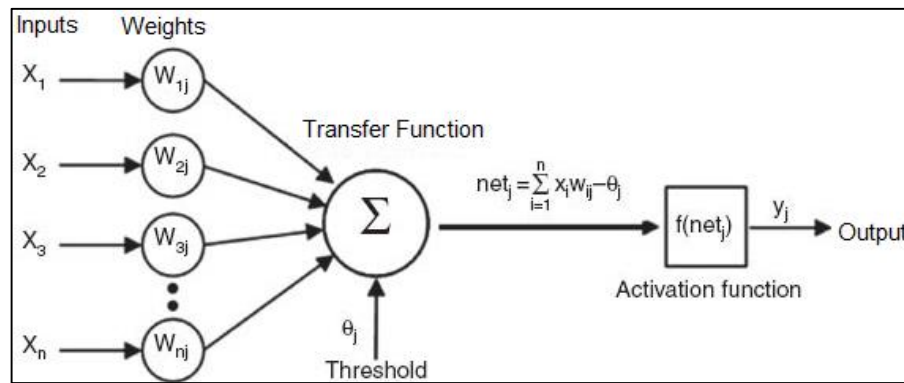 Inputs Weights
X₁ W₁ⱼ
Transfer Function
X₂ W₂ⱼ
netⱼ = Σⁿᵢ₌₁ xᵢwᵢⱼ–θⱼ
X₃ W₃ⱼ Σ f(netⱼ) yⱼ Output
Activation function
Xₙ Wₙⱼ θⱼ
Threshold